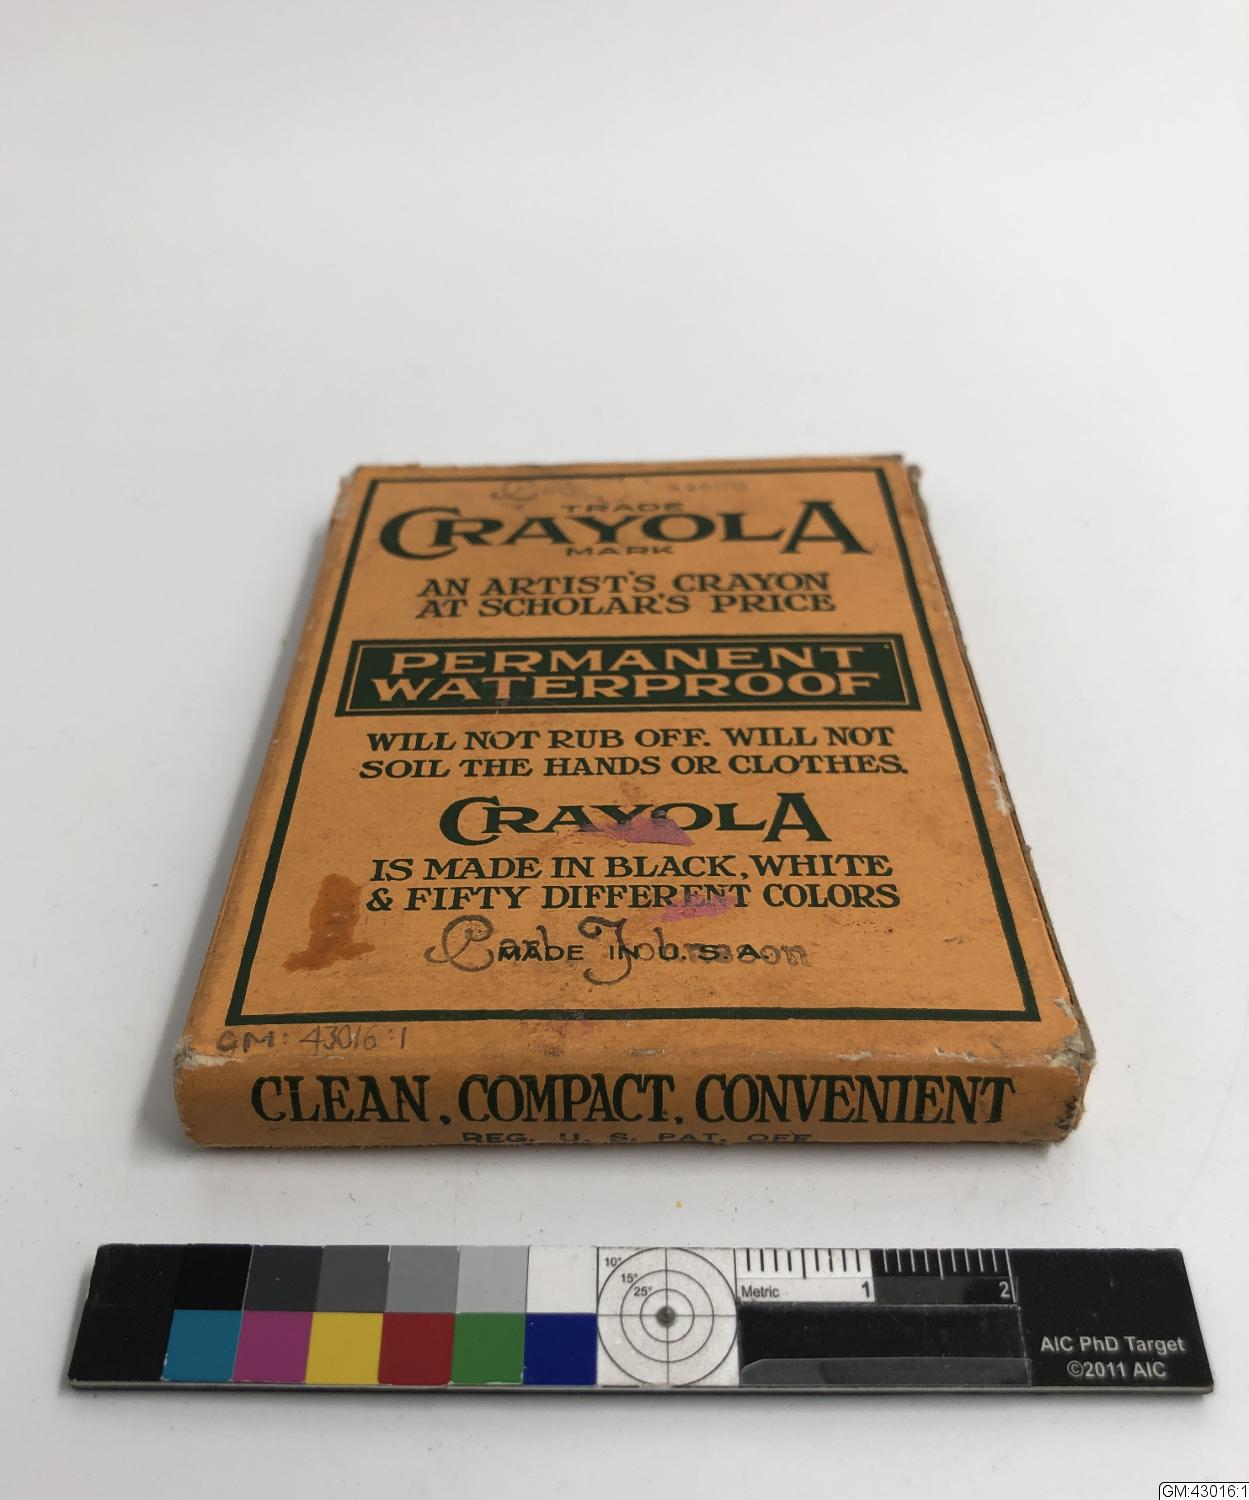 TRADE
CRAYOLA
MARK
AN ARTIST'S CRAYON
AT SCHOLAR'S PRICE
PERMANENT
WATERPROOF
WILL NOT RUB OFF. WILL NOT
SOIL THE HANDS OR CLOTHES.
CRAYOLA
IS MADE IN BLACK, WHITE
& FIFTY DIFFERENT COLORS
Carl Johnsson
MADE IN U.S.A.
GM: 43016:1
CLEAN, COMPACT, CONVENIENT
REG. U. S. PAT. OFF
10°
15°
25°
Metric 1 2
AIC PhD Target
©2011 AIC
GM:43016:1